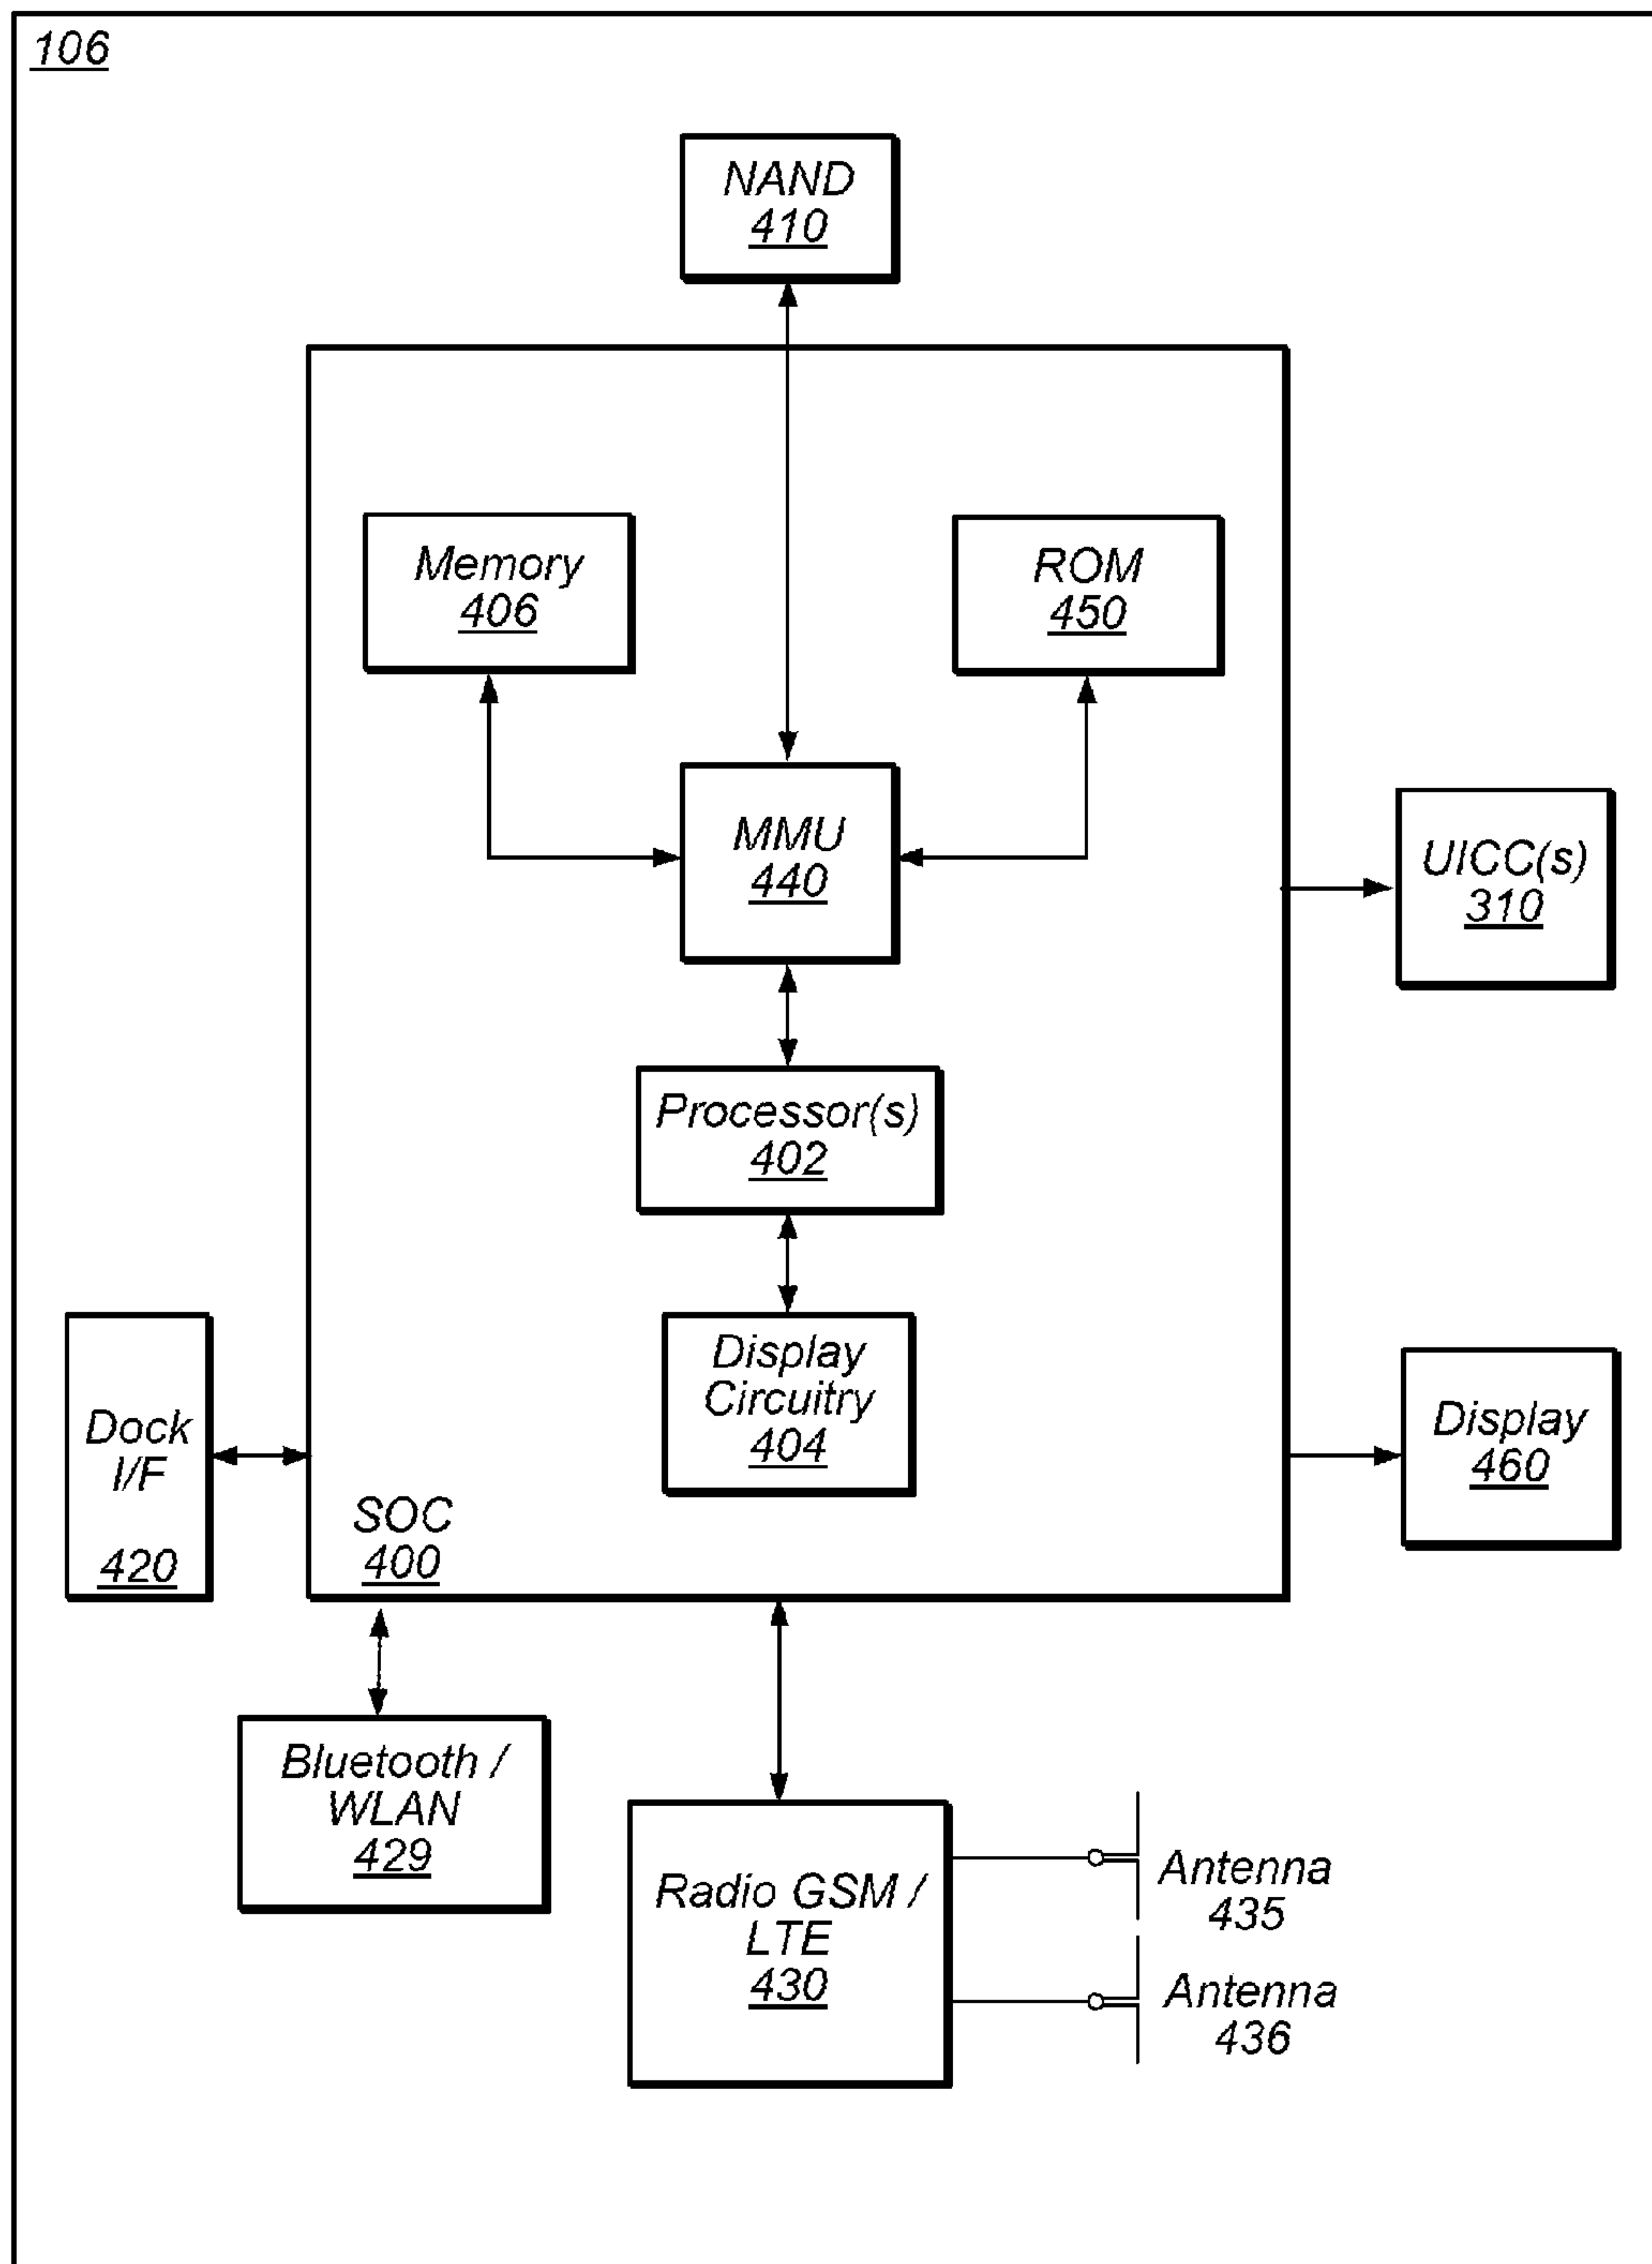 106
NAND
410
Memory
406
ROM
450
MMU
440
UICC(s)
310
Processor(s)
402
Display
Circuitry
404
Dock
I/F
420
Display
460
SOC
400
Bluetooth /
WLAN
429
Radio GSM /
LTE
430
Antenna
435
Antenna
436